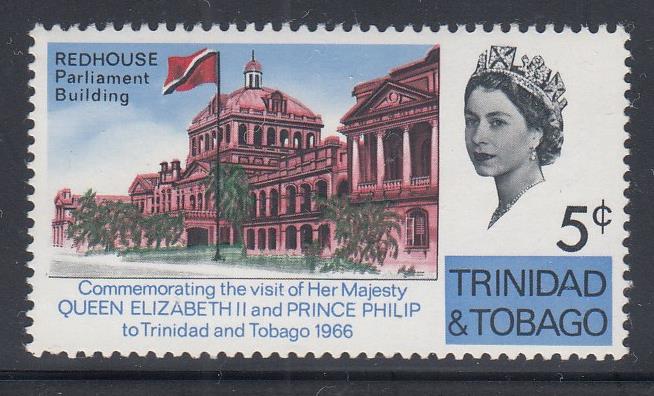 REDHOUSE
Parliament
Building
5¢
Commemorating the visit of Her Majesty
QUEEN ELIZABETH II and PRINCE PHILIP
to Trinidad and Tobago 1966
TRINIDAD
& TOBAGO